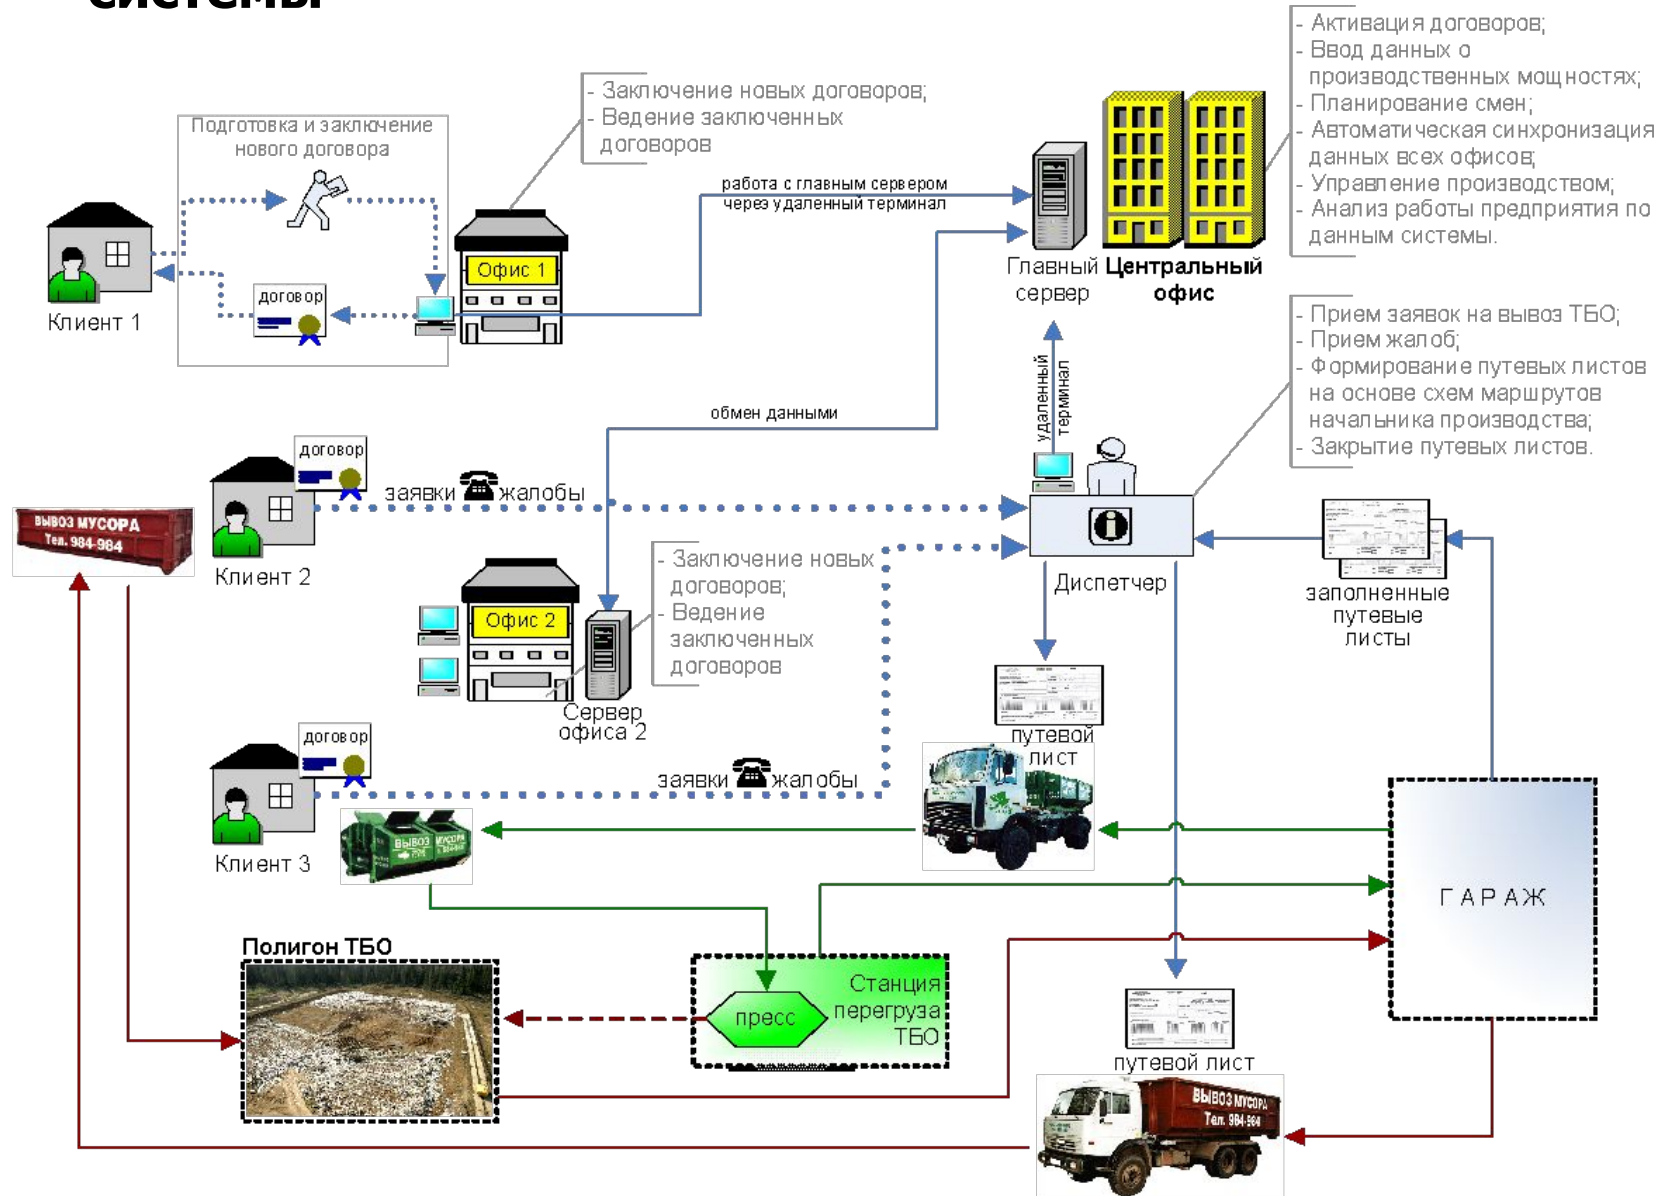 системы
- Активация договоров;
- Ввод данных о
производственных мощностях;
- Планирование смен;
- Автоматическая синхронизация
данных всех офисов;
- Управление производством;
- Анализ работы предприятия по
данным системы.
- Заключение новых договоров;
- Ведение заключенных
договоров
Подготовка и заключение
нового договора
работа с главным сервером
через удаленный терминал
Офис 1
договор
Клиент 1
Главный
сервер
Центральный
офис
- Прием заявок на вывоз ТБО;
- Прием жалоб;
- Формирование путевых листов
на основе схем маршрутов
начальника производства;
- Закрытие путевых листов.
удаленный
терминал
обмен данными
договор
заявки жалобы
ВЫВОЗ МУСОРА
Тел. 984-984
Клиент 2
Диспетчер
заполненные
путевые
листы
- Заключение новых
договоров;
- Ведение
заключенных
договоров
Офис 2
Сервер
офиса 2
путевой
лист
договор
заявки жалобы
Клиент 3
ВЫВОЗ МУСОРА
ГАРАЖ
Полигон ТБО
Станция
перегруза
ТБО
пресс
путевой лист
ВЫВОЗ МУСОРА
Тел. 984-984